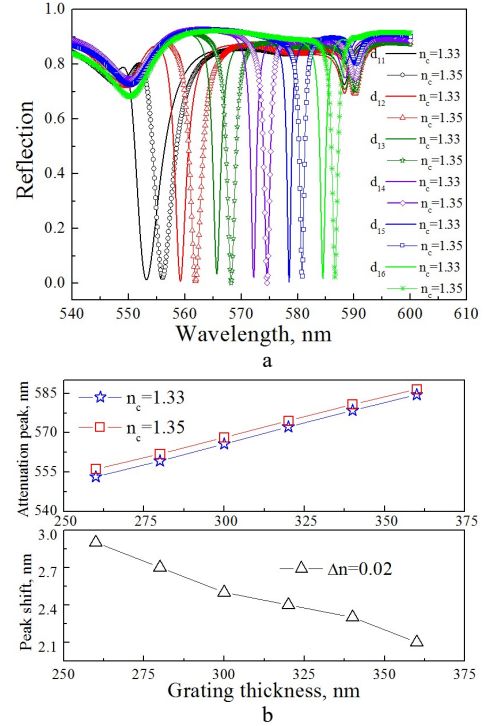 1.0
0.8
0.6
0.4
0.2
0.0
Reflection
d11 nc=1.33
nc=1.35
d12 nc=1.33
nc=1.35
d13 nc=1.33
nc=1.35
d14 nc=1.33
nc=1.35
d15 nc=1.33
nc=1.35
d16 nc=1.33
nc=1.35
540 550 560 570 580 590 600 610
Wavelength, nm
a
585
570
555
540
Attenuation peak, nm
nc=1.33
nc=1.35
250 275 300 325 350 375
3.0
2.7
2.4
2.1
Peak shift, nm
Δn=0.02
250 275 300 325 350 375
Grating thickness, nm
b